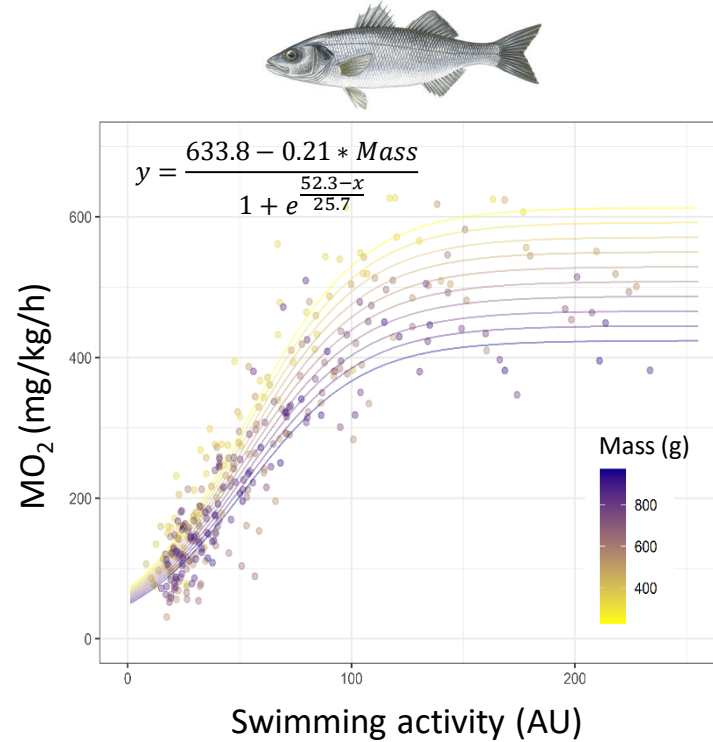 y = (633.8 − 0.21 * Mass) / (1 + e^((52.3−x)/25.7))
600
400
200
0
0
100
200
MO₂ (mg/kg/h)
Mass (g)
800
600
400
Swimming activity (AU)